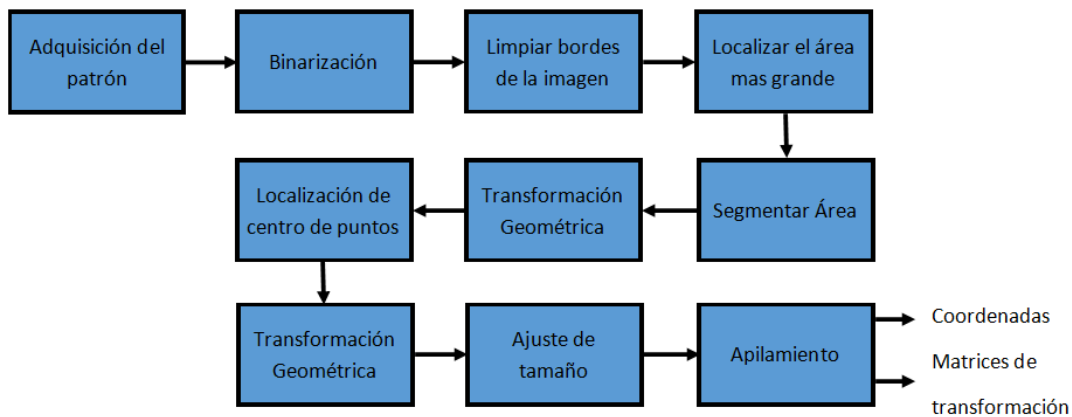 Adquisición del
patrón
Binarización
Limpiar bordes
de la imagen
Localizar el área
mas grande
Segmentar Área
Transformación
Geométrica
Localización de
centro de puntos
Transformación
Geométrica
Ajuste de
tamaño
Apilamiento
Coordenadas
Matrices de
transformación